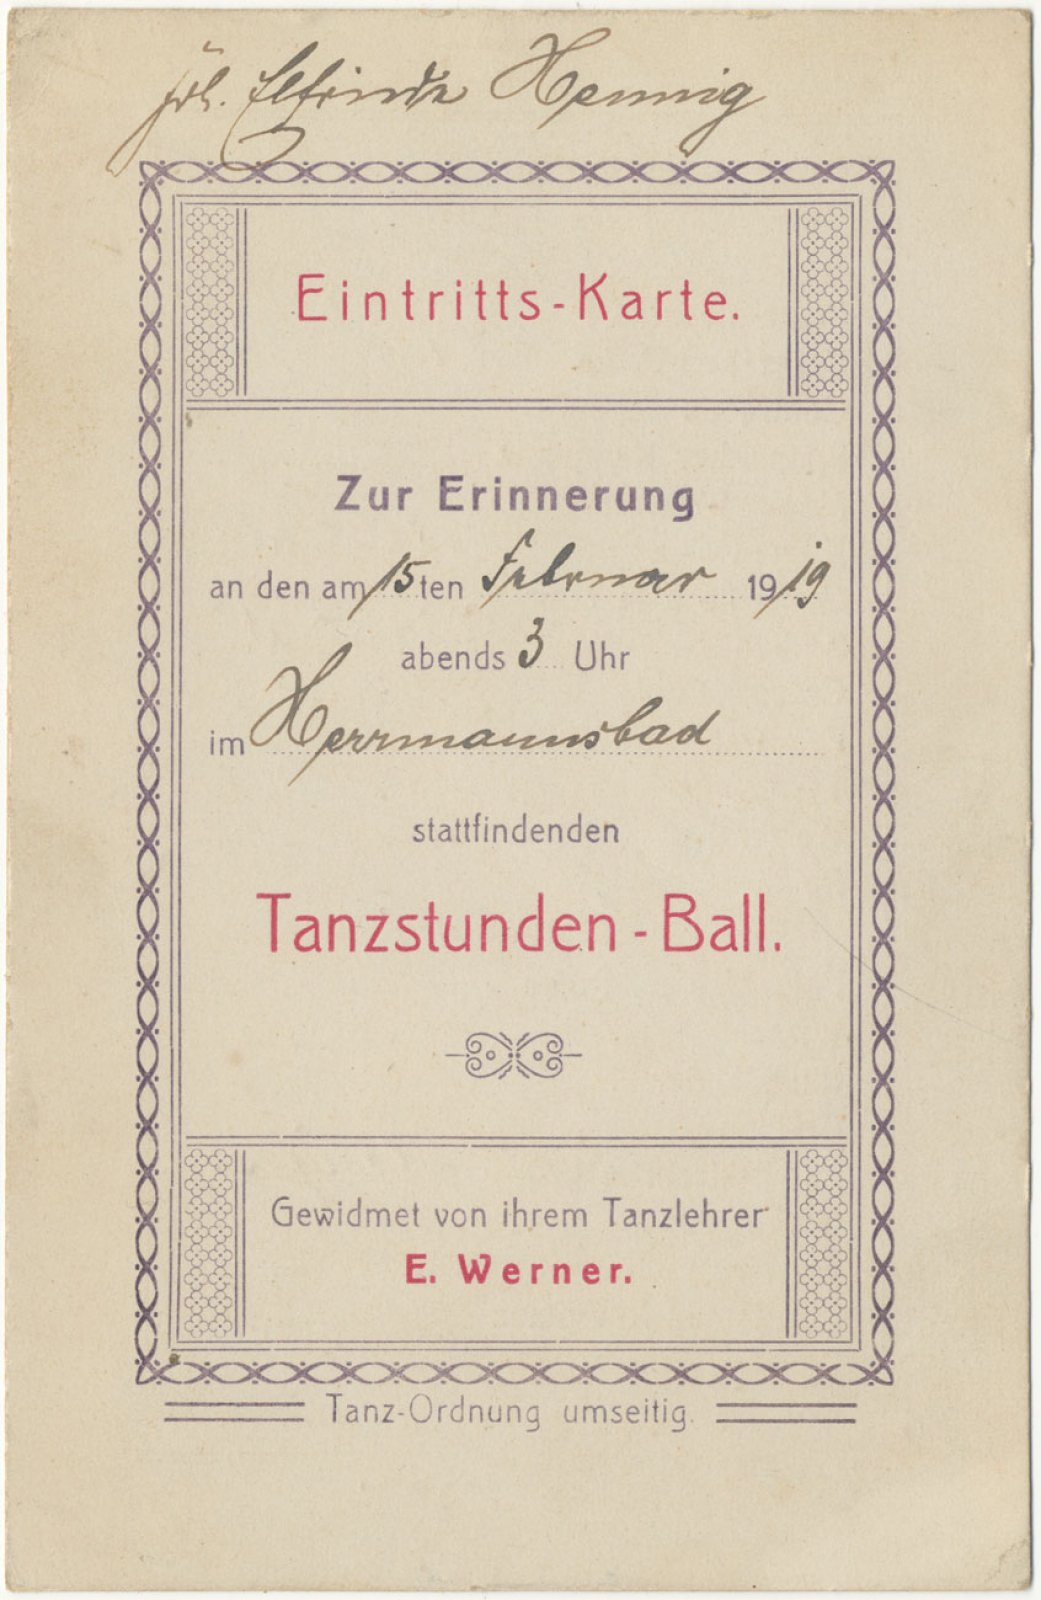 Frl. Elfriede Hennig
Eintritts-Karte.
Zur Erinnerung
an den am 15ten Februar 1919
abends 3 Uhr
im Herrmannsbad
stattfindenden
Tanzstunden-Ball.
Gewidmet von ihrem Tanzlehrer
E. Werner.
Tanz-Ordnung umseitig.